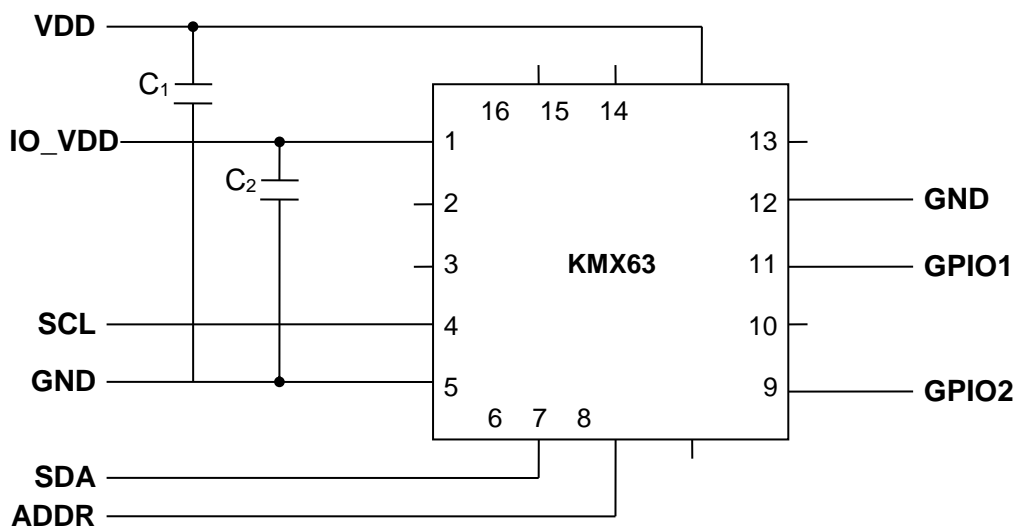 VDD
C₁
16 15 14
IO_VDD
1
13
C₂
2
12
GND
3
KMX63
11
GPIO1
SCL
4
10
GND
5
9
GPIO2
6 7 8
SDA
ADDR